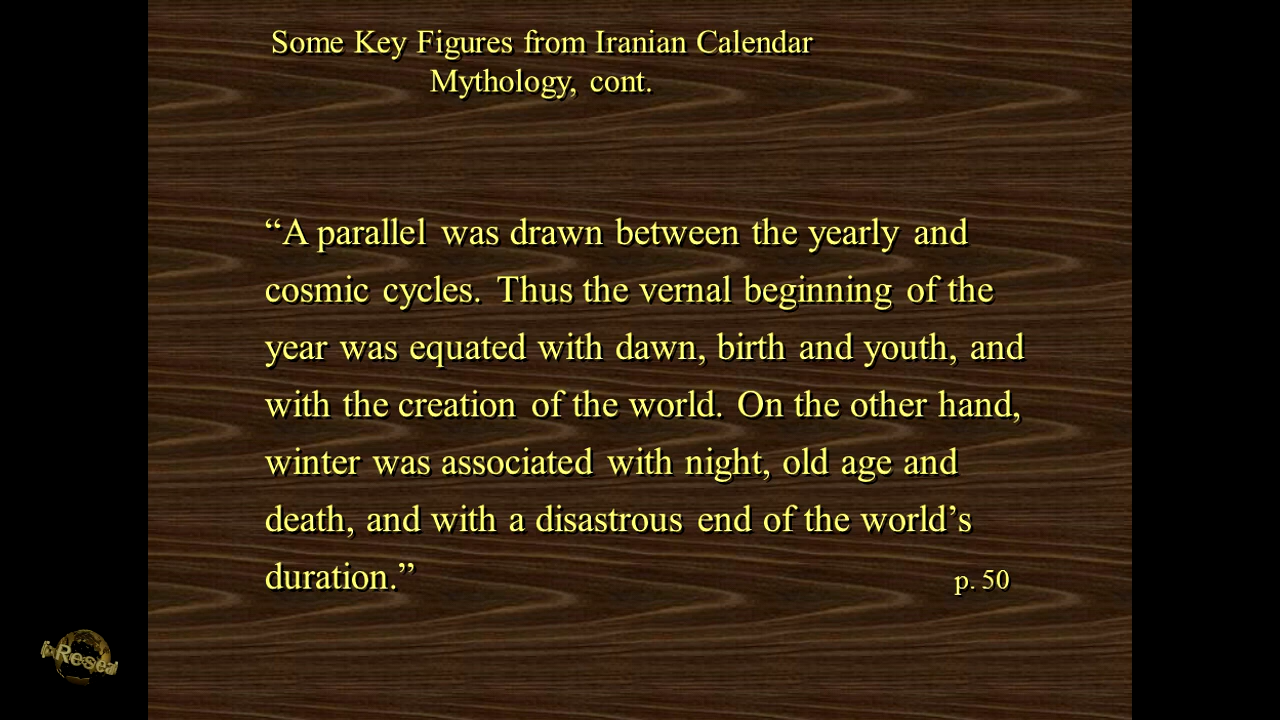 Some Key Figures from Iranian Calendar
Mythology, cont.
“A parallel was drawn between the yearly and
cosmic cycles. Thus the vernal beginning of the
year was equated with dawn, birth and youth, and
with the creation of the world. On the other hand,
winter was associated with night, old age and
death, and with a disastrous end of the world’s
duration.” p. 50